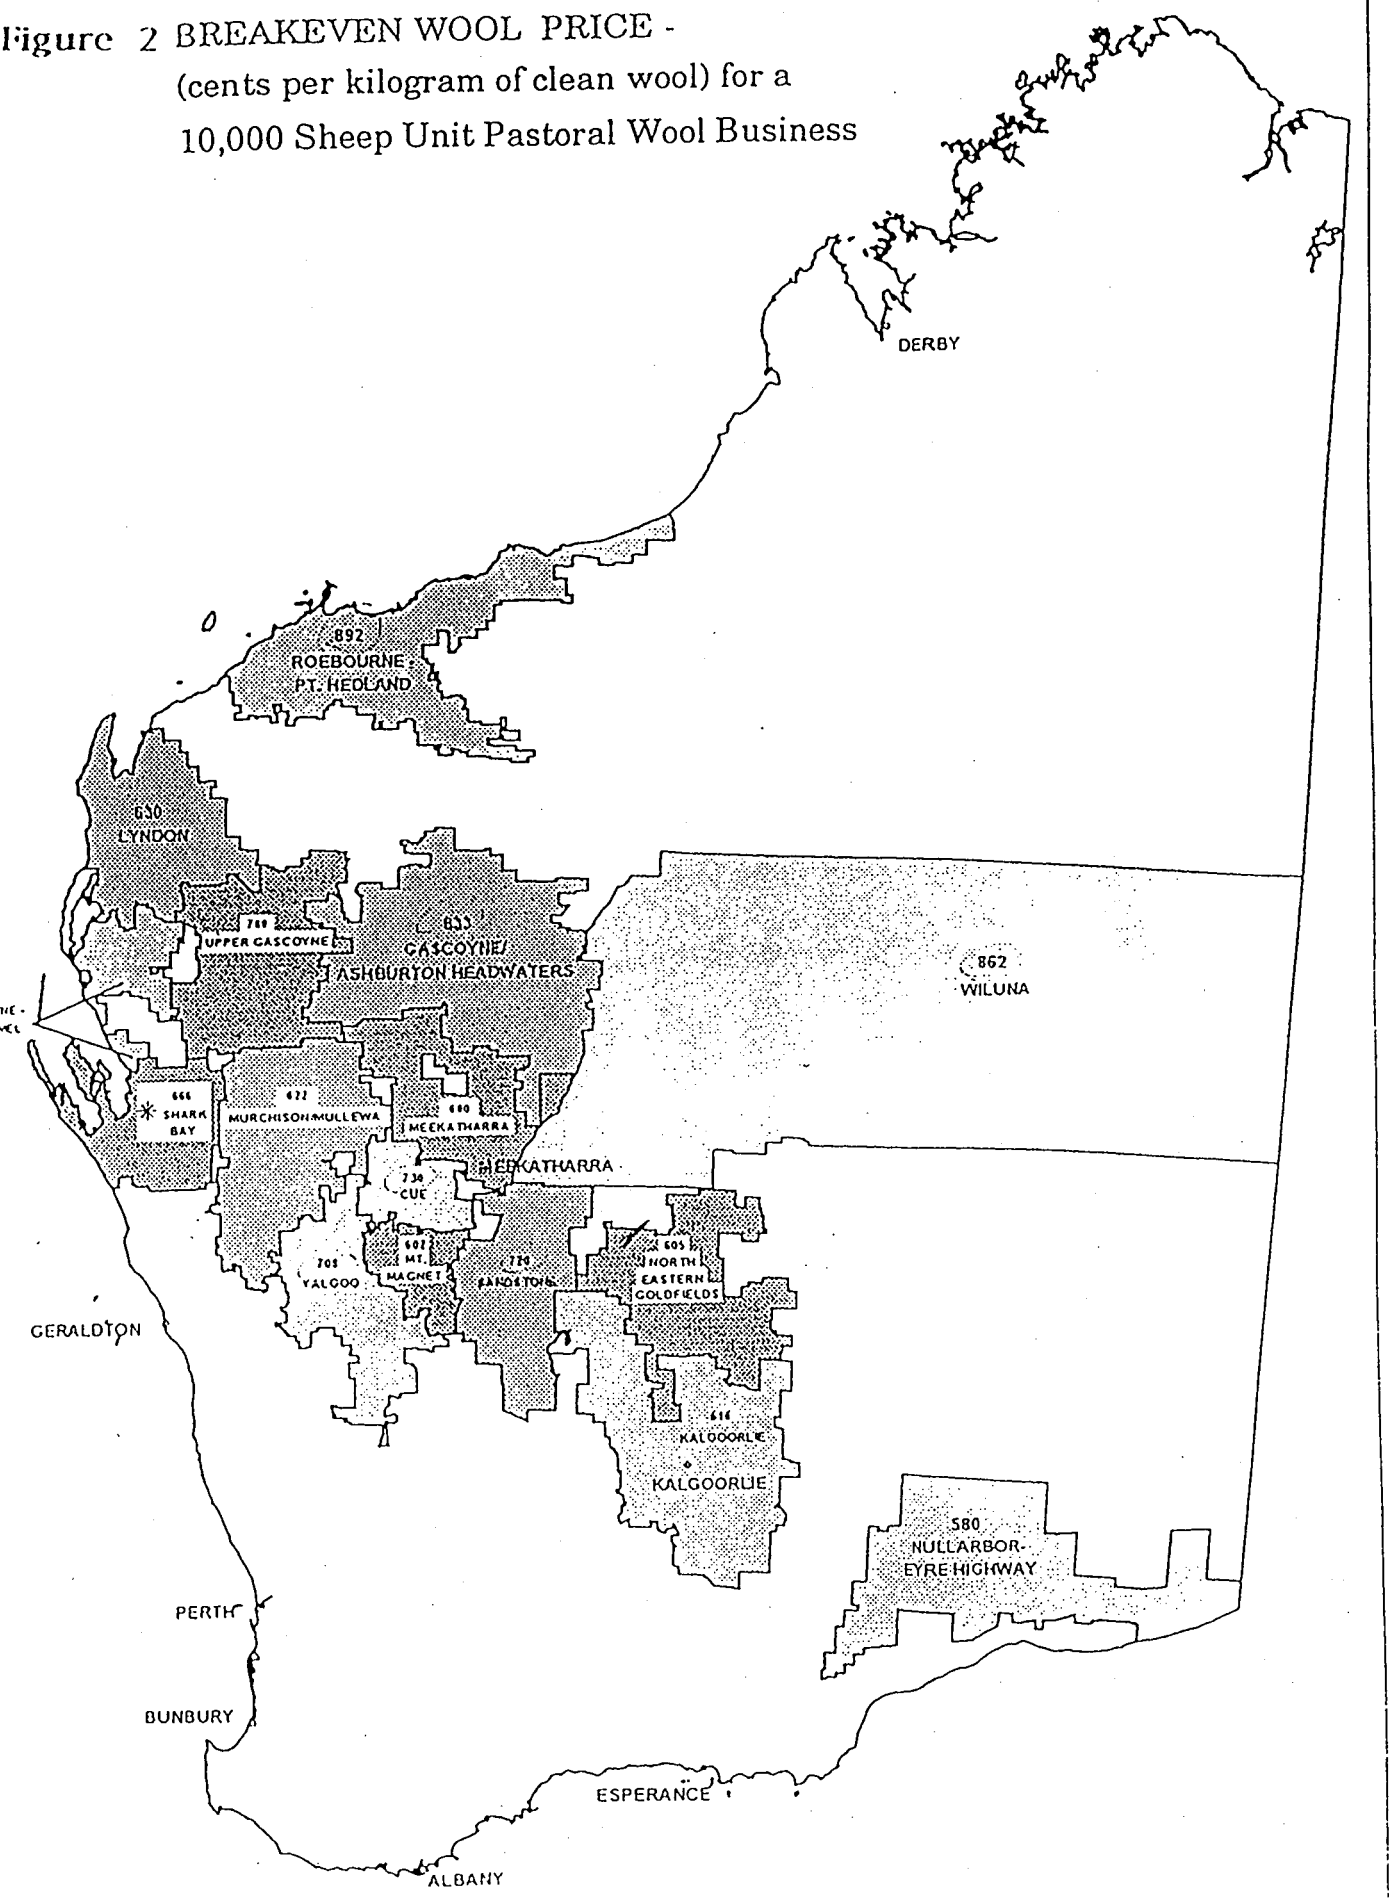 Figure 2 BREAKEVEN WOOL PRICE -
(cents per kilogram of clean wool) for a
10,000 Sheep Unit Pastoral Wool Business
DERBY
892
ROEBOURNE-
PT. HEDLAND
LYNDON
UPPER GASCOYNE
GASCOYNE/
ASHBURTON HEADWATERS
862
WILUNA
666
SHARK
BAY
MURCHISON/MULLEWA
MEEKATHARRA
MEEKATHARRA
CUE
YALGOO
MT.
MAGNET
SANDSTONE
NORTH
EASTERN
GOLDFIELDS
GERALDTON
KALGOORLIE
KALGOORLIE
580
NULLARBOR-
EYRE HIGHWAY
PERTH
BUNBURY
ESPERANCE
ALBANY